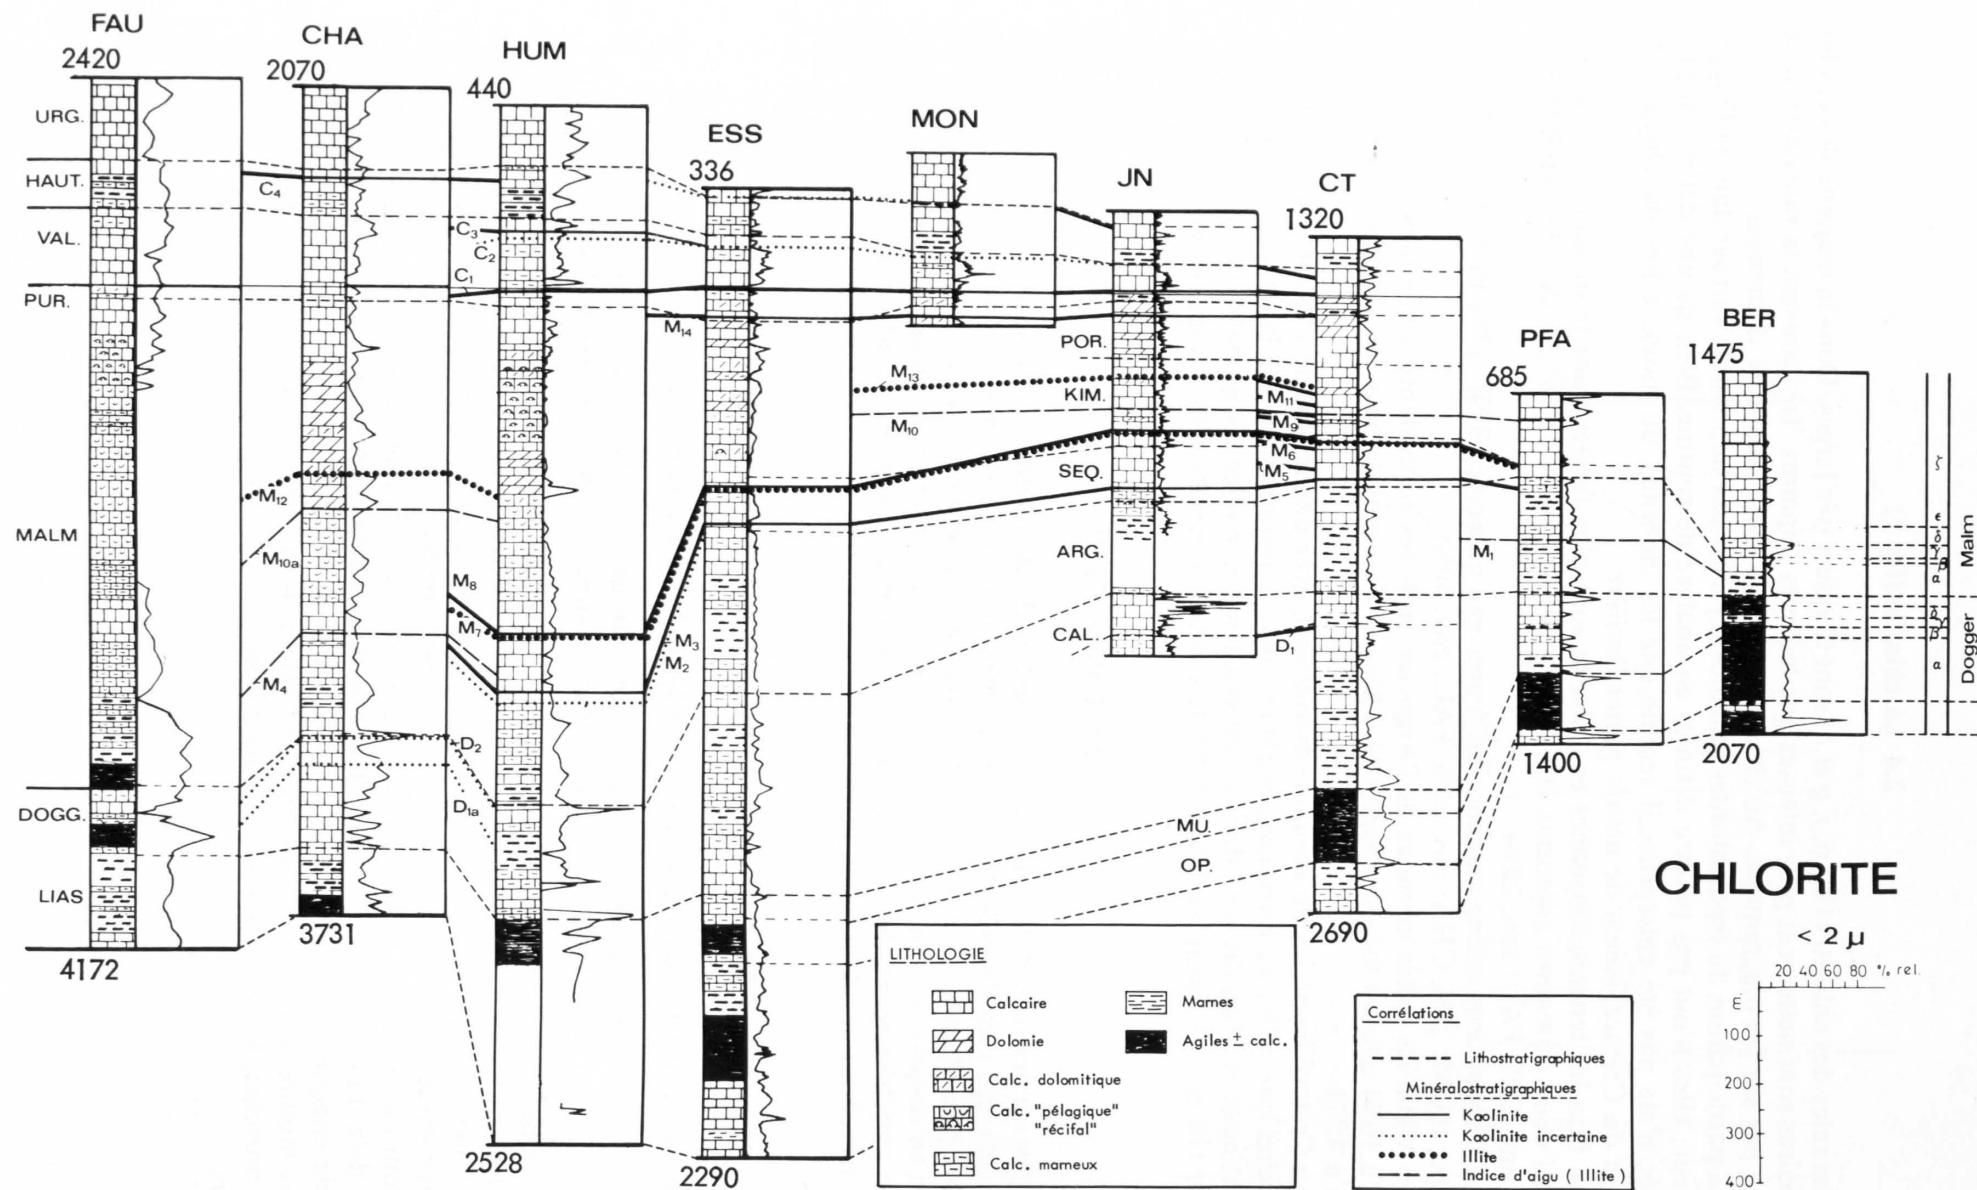 FAU
CHA
HUM
ESS
MON
JN
CT
PFA
BER
2420
2070
440
336
1320
685
1475
URG.
HAUT.
VAL.
PUR.
MALM
DOGG.
LIAS
C4
C3
C2
C1
M14
M13
M12
M11
M10
M10a
M9
M8
M7
M6
M5
M4
M3
M2
M1
D2
D1a
D1
POR.
KIM.
SEQ.
ARG.
CAL.
MU.
OP.
ζ
ε
δ
γ
β
α
Malm
δ
γ
β
α
Dogger
4172
3731
2528
2290
2690
1400
2070
CHLORITE
< 2 µ
20 40 60 80 % rel.
m
100
200
300
400
LITHOLOGIE
Calcaire
Dolomie
Calc. dolomitique
Calc. "pélagique"
"récifal"
Calc. marneux
Marnes
Agiles ± calc.
Corrélations
Lithostratigraphiques
Minéralostratigraphiques
Kaolinite
Kaolinite incertaine
Illite
Indice d'aigu ( Illite )